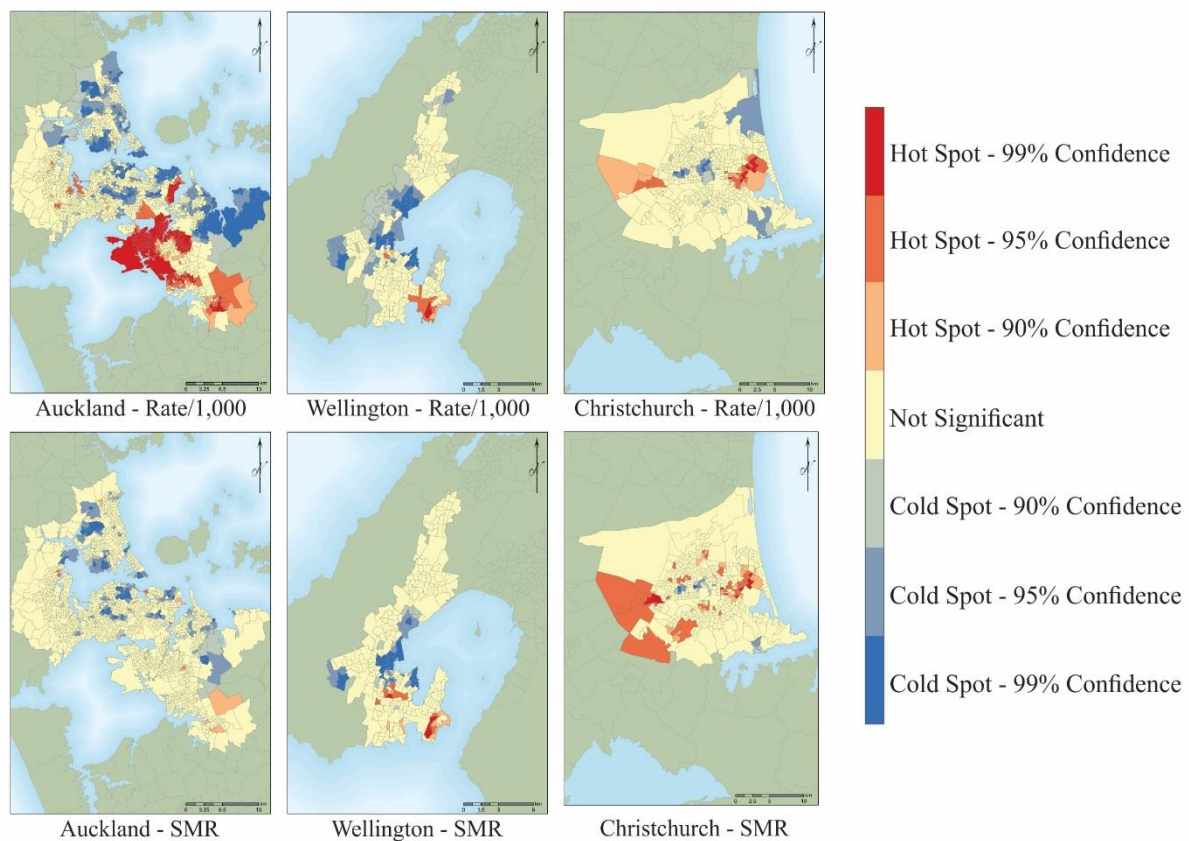 Auckland - Rate/1,000
Wellington - Rate/1,000
Christchurch - Rate/1,000
Auckland - SMR
Wellington - SMR
Christchurch - SMR
Hot Spot - 99% Confidence
Hot Spot - 95% Confidence
Hot Spot - 90% Confidence
Not Significant
Cold Spot - 90% Confidence
Cold Spot - 95% Confidence
Cold Spot - 99% Confidence